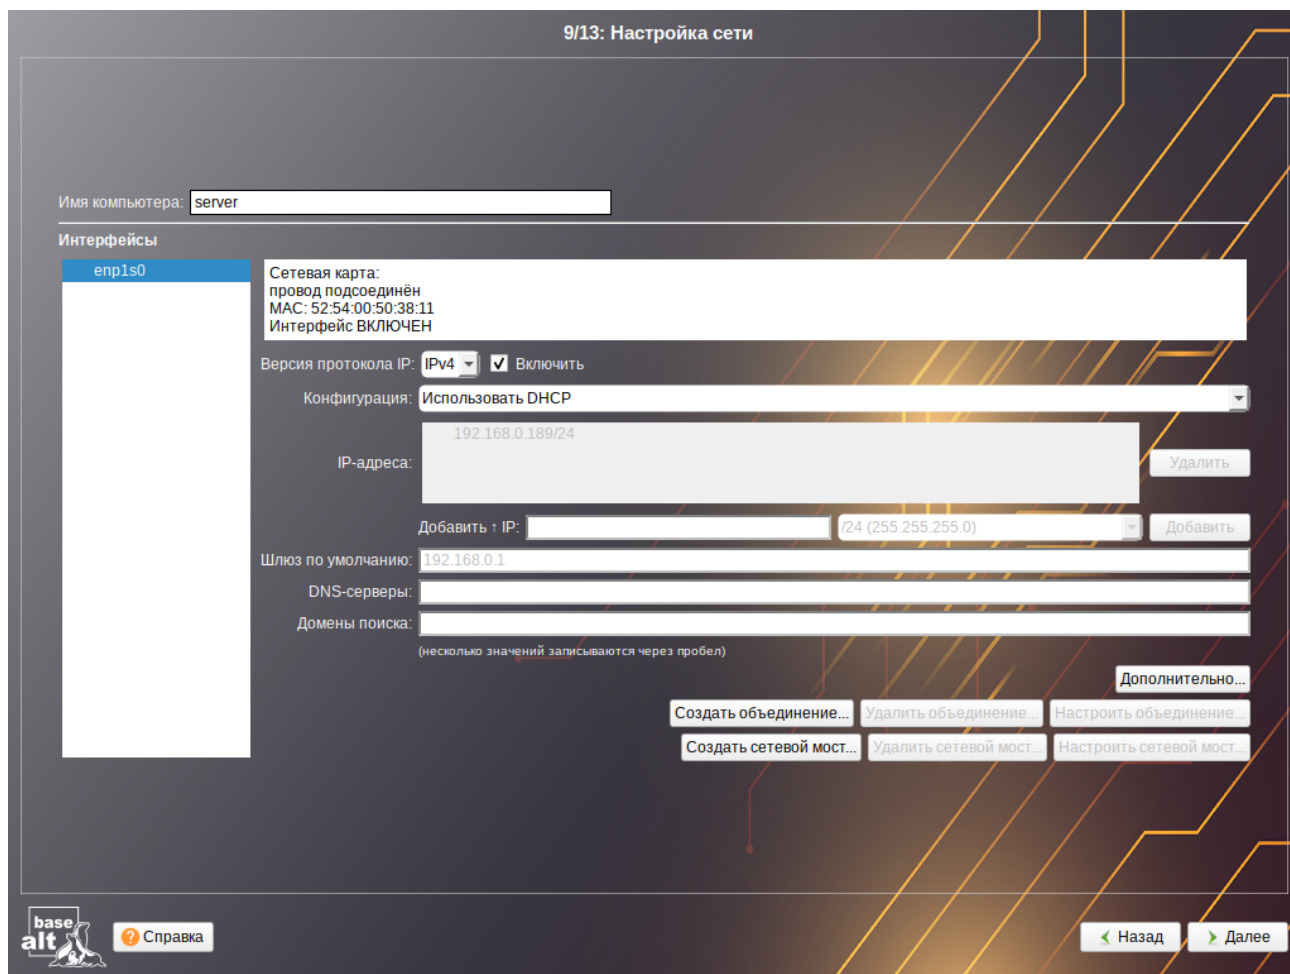 9/13: Настройка сети
Имя компьютера: server
Интерфейсы
enp1s0
Сетевая карта:
провод подсоединён
MAC: 52:54:00:50:38:11
Интерфейс ВКЛЮЧЕН
Версия протокола IP: IPv4 Включить
Конфигурация: Использовать DHCP
192.168.0.189/24
IP-адреса: Удалить
Добавить ↑ IP: /24 (255.255.255.0) Добавить
Шлюз по умолчанию: 192.168.0.1
DNS-серверы:
Домены поиска:
(несколько значений записываются через пробел)
Дополнительно...
Создать объединение... Удалить объединение... Настроить объединение...
Создать сетевой мост... Удалить сетевой мост... Настроить сетевой мост...
base
alt
Справка Назад Далее